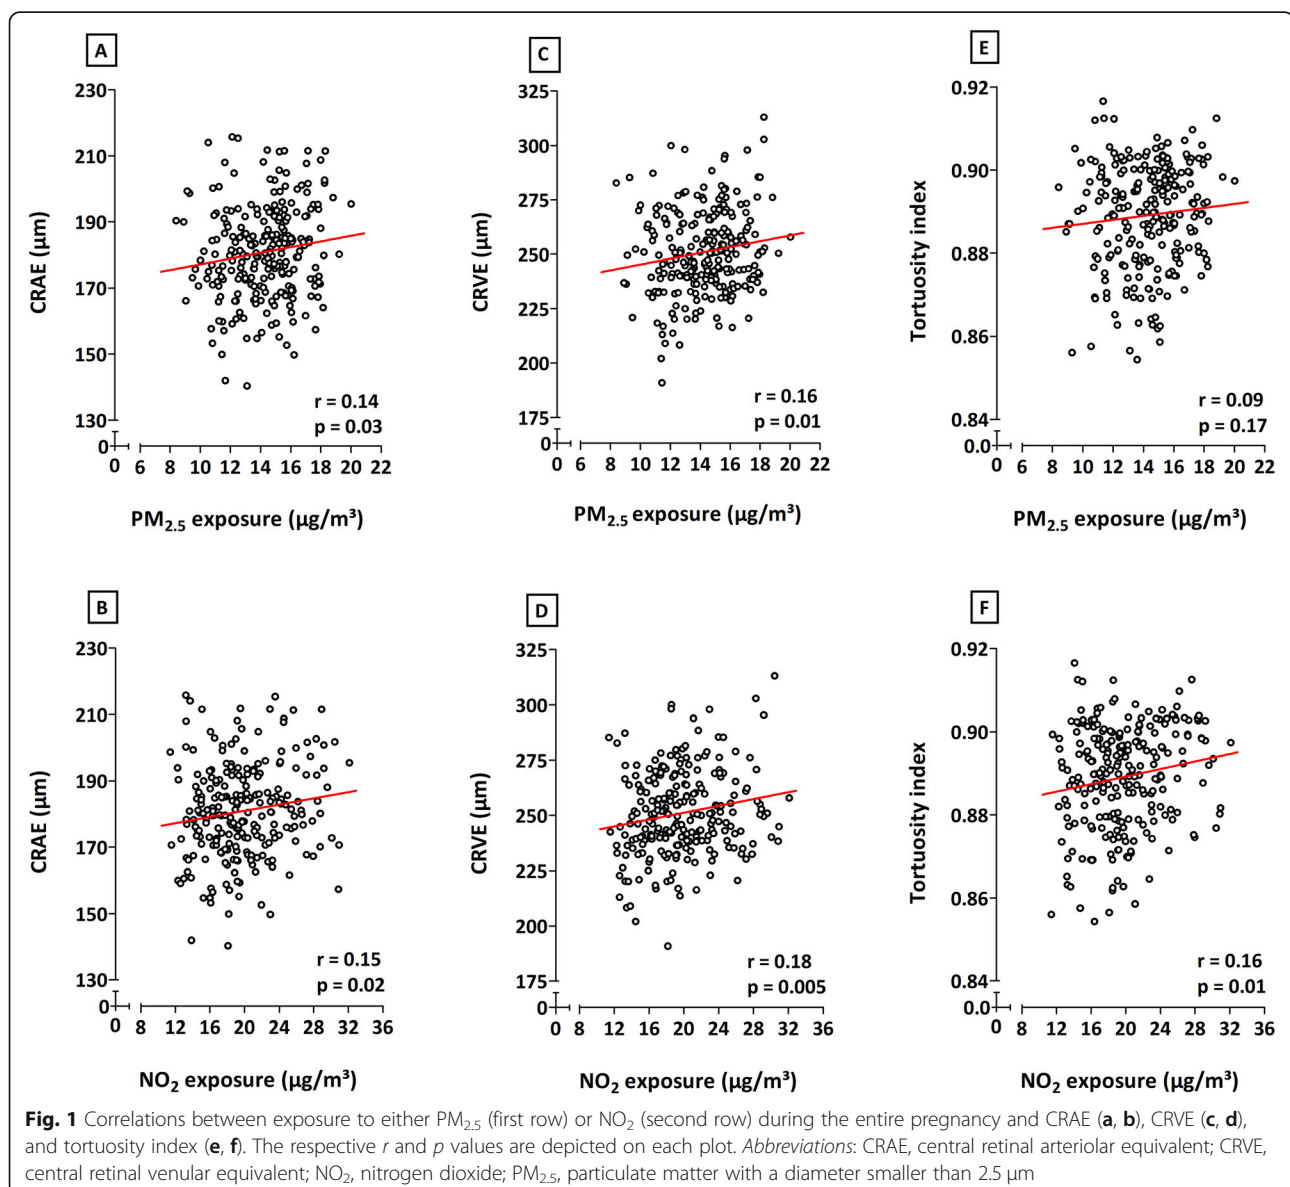 A
230
210
190
170
150
130
0
CRAE (µm)
r = 0.14
p = 0.03
0 6 8 10 12 14 16 18 20 22
PM2.5 exposure (µg/m³)
C
325
300
275
250
225
200
175
0
CRVE (µm)
r = 0.16
p = 0.01
0 6 8 10 12 14 16 18 20 22
PM2.5 exposure (µg/m³)
E
0.92
0.90
0.88
0.86
0.84
0.0
Tortuosity index
r = 0.09
p = 0.17
0 6 8 10 12 14 16 18 20 22
PM2.5 exposure (µg/m³)
B
230
210
190
170
150
130
0
CRAE (µm)
r = 0.15
p = 0.02
0 8 12 16 20 24 28 32 36
NO2 exposure (µg/m³)
D
325
300
275
250
225
200
175
0
CRVE (µm)
r = 0.18
p = 0.005
0 8 12 16 20 24 28 32 36
NO2 exposure (µg/m³)
F
0.92
0.90
0.88
0.86
0.84
0.0
Tortuosity index
r = 0.16
p = 0.01
0 8 12 16 20 24 28 32 36
NO2 exposure (µg/m³)
Fig. 1 Correlations between exposure to either PM2.5 (first row) or NO2 (second row) during the entire pregnancy and CRAE (a, b), CRVE (c, d),
and tortuosity index (e, f). The respective r and p values are depicted on each plot. Abbreviations: CRAE, central retinal arteriolar equivalent; CRVE,
central retinal venular equivalent; NO2, nitrogen dioxide; PM2.5, particulate matter with a diameter smaller than 2.5 µm